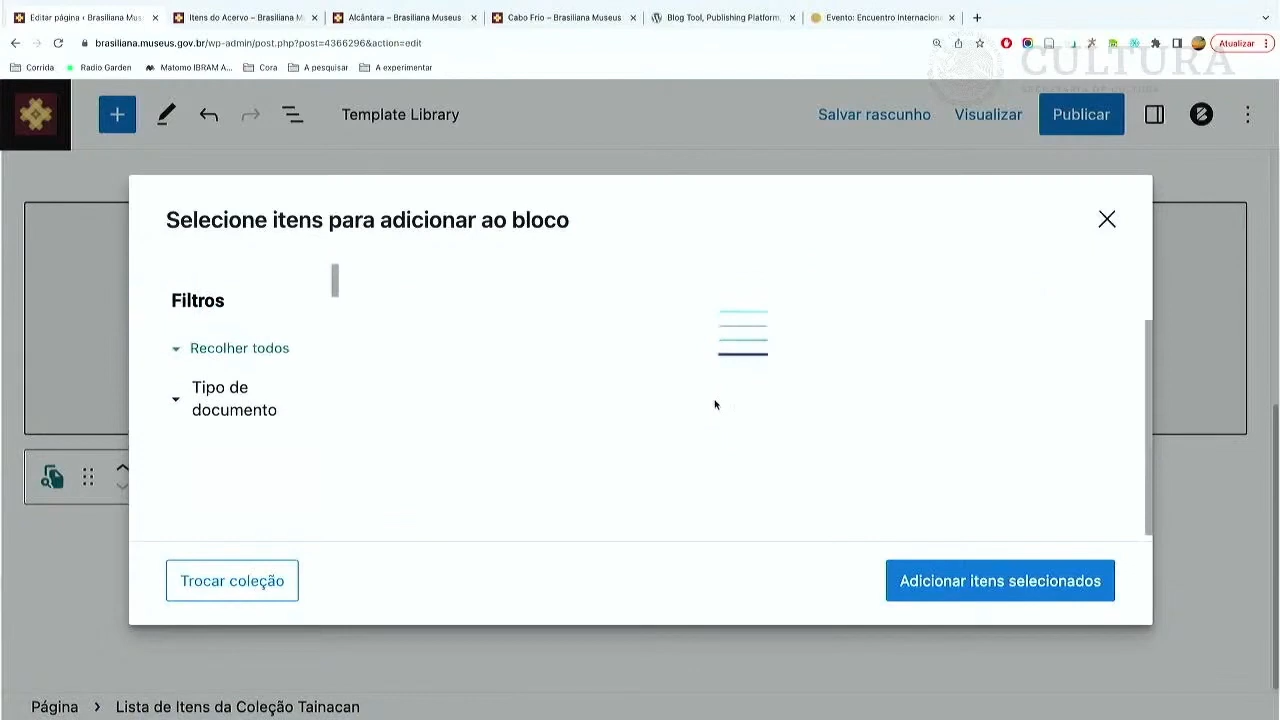 Editar página ‹ Brasiliana Mus
Itens do Acervo – Brasiliana M
Alcântara – Brasiliana Museus
Cabo Frio – Brasiliana Museus
Blog Tool, Publishing Platform,
Evento: Encuentro Internacion
brasiliana.museus.gov.br/wp-admin/post.php?post=4366296&action=edit
Atualizar
Corrida
Radio Garden
Matomo IBRAM A...
Cora
A pesquisar
A experimentar
CULTURA
SECRETARÍA DE CULTURA
Template Library
Salvar rascunho
Visualizar
Publicar
Selecione itens para adicionar ao bloco
Filtros
Recolher todos
Tipo de
documento
Trocar coleção
Adicionar itens selecionados
Página > Lista de Itens da Coleção Tainacan